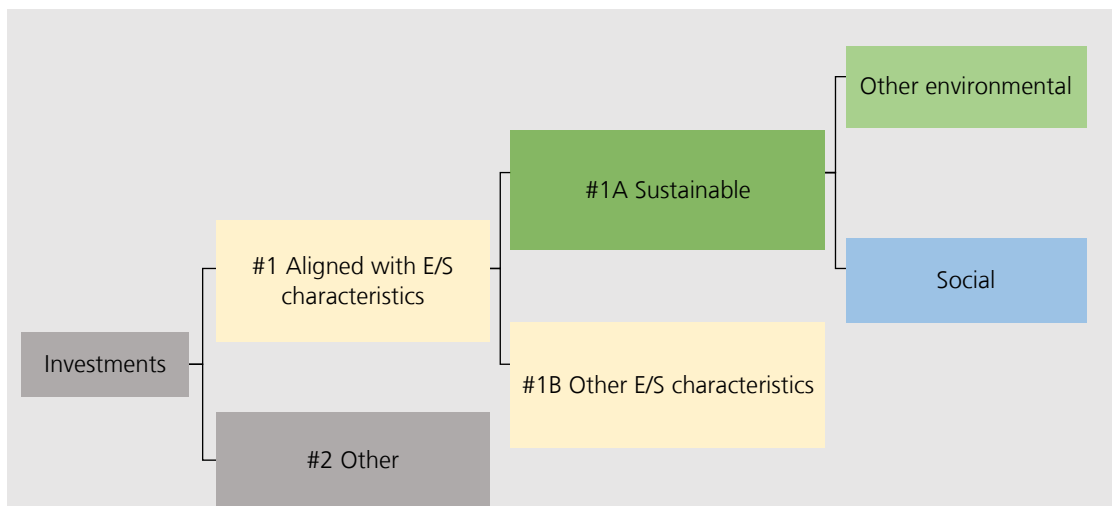 Other environmental
#1A Sustainable
#1 Aligned with E/S
characteristics
Social
Investments
#1B Other E/S characteristics
#2 Other